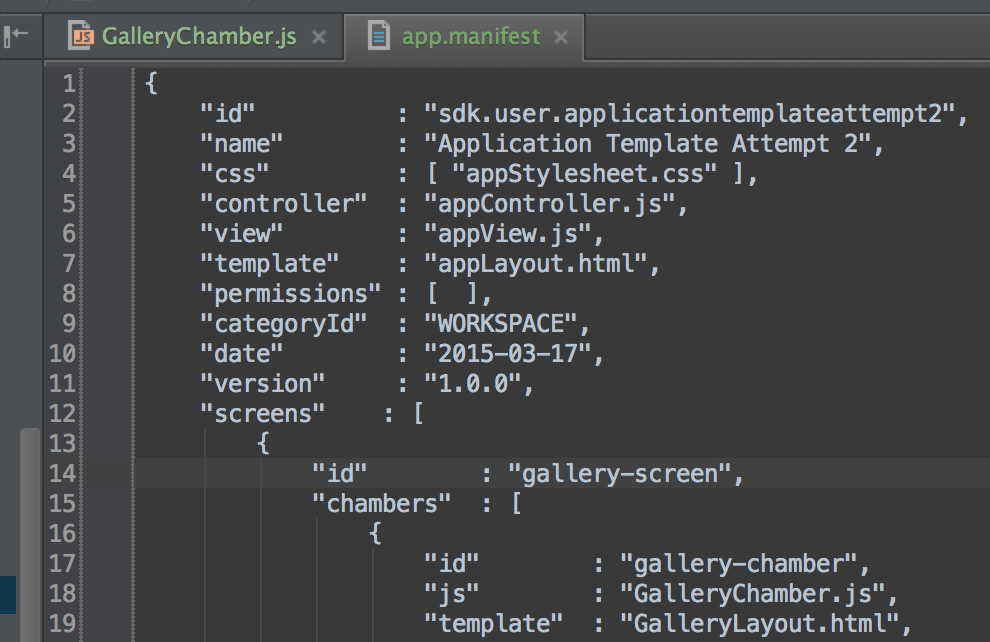 GalleryChamber.js × app.manifest ×
1 {
2 "id" : "sdk.user.applicationtemplateattempt2",
3 "name" : "Application Template Attempt 2",
4 "css" : [ "appStylesheet.css" ],
5 "controller" : "appController.js",
6 "view" : "appView.js",
7 "template" : "appLayout.html",
8 "permissions" : [ ],
9 "categoryId" : "WORKSPACE",
10 "date" : "2015-03-17",
11 "version" : "1.0.0",
12 "screens" : [
13 {
14 "id" : "gallery-screen",
15 "chambers" : [
16 {
17 "id" : "gallery-chamber",
18 "js" : "GalleryChamber.js",
19 "template" : "GalleryLayout.html",